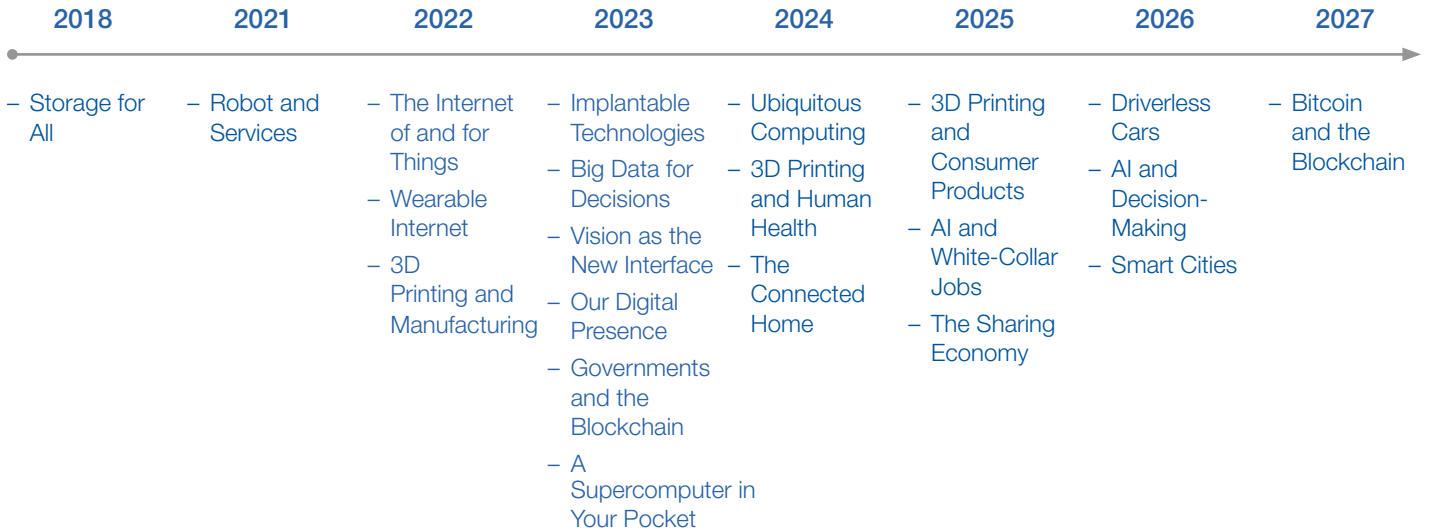 2018
2021
2022
2023
2024
2025
2026
2027
– Storage for
All
– Robot and
Services
– The Internet
of and for
Things
– Wearable
Internet
– 3D
Printing and
Manufacturing
– Implantable
Technologies
– Big Data for
Decisions
– Vision as the
New Interface
– Our Digital
Presence
– Governments
and the
Blockchain
– A
Supercomputer in
Your Pocket
– Ubiquitous
Computing
– 3D Printing
and Human
Health
– The
Connected
Home
– 3D Printing
and
Consumer
Products
– AI and
White-Collar
Jobs
– The Sharing
Economy
– Driverless
Cars
– AI and
Decision-
Making
– Smart Cities
– Bitcoin
and the
Blockchain